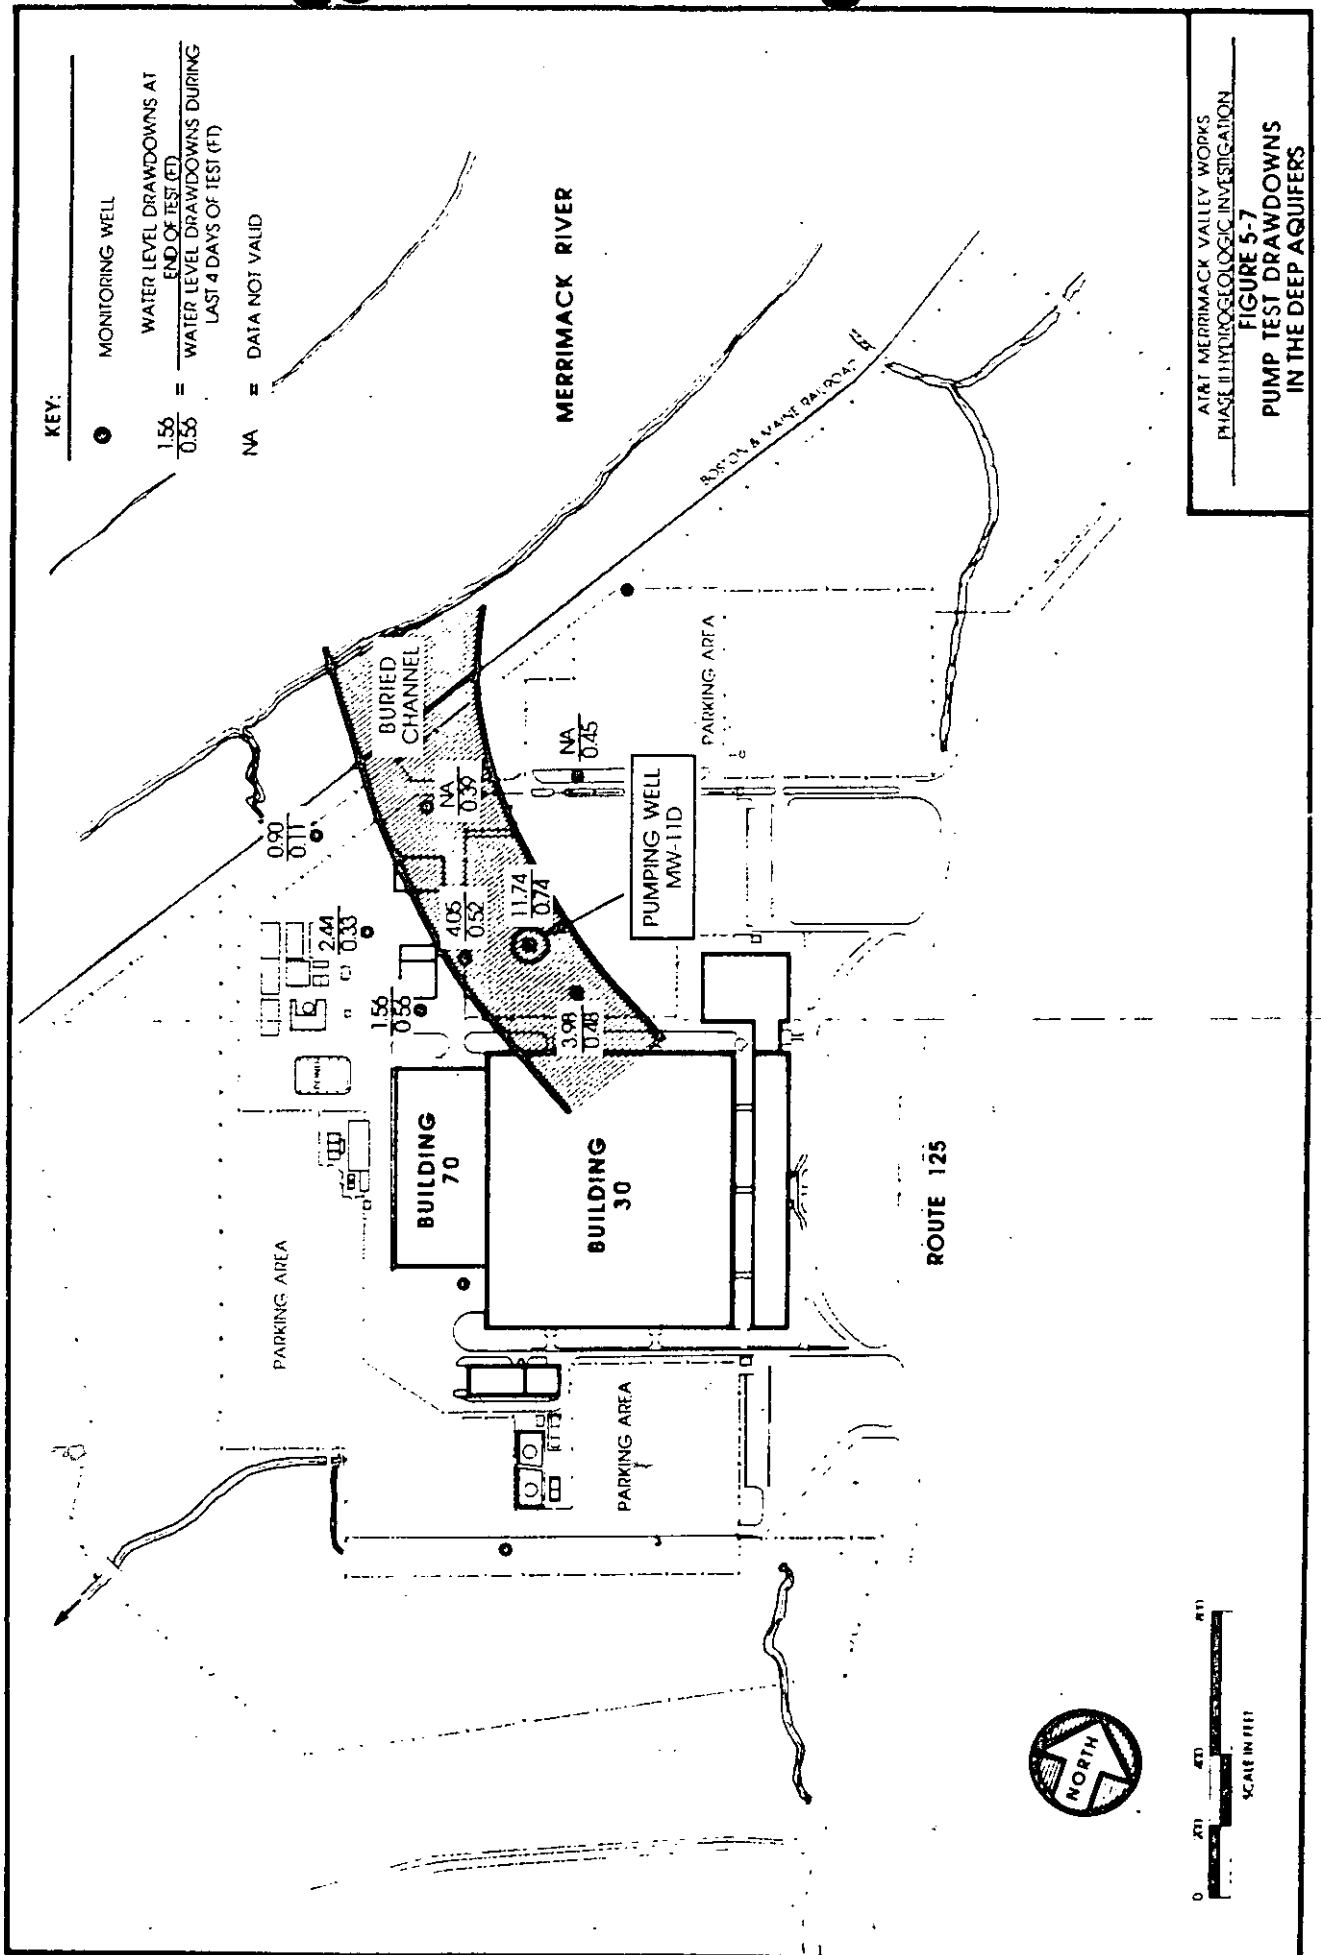 KEY:
MONITORING WELL
1.56
0.56
=
WATER LEVEL DRAWDOWNS AT
END OF TEST (FT)
WATER LEVEL DRAWDOWNS DURING
LAST 4 DAYS OF TEST (FT)
NA = DATA NOT VALID
MERRIMACK RIVER
BOSTON & MAINE RAILROAD
BURIED
CHANNEL
PARKING AREA
NA
0.45
NA
0.39
0.90
0.11
PUMPING WELL
MW-11D
11.74
0.74
4.05
0.52
2.44
0.33
1.56
0.56
3.98
0.48
BUILDING
70
BUILDING
30
ROUTE 125
PARKING AREA
PARKING AREA
NORTH
0 200 400
SCALE IN FEET
AT&T MERRIMACK VALLEY WORKS
PHASE II HYDROGEOLOGIC INVESTIGATION
FIGURE 5-7
PUMP TEST DRAWDOWNS
IN THE DEEP AQUIFERS